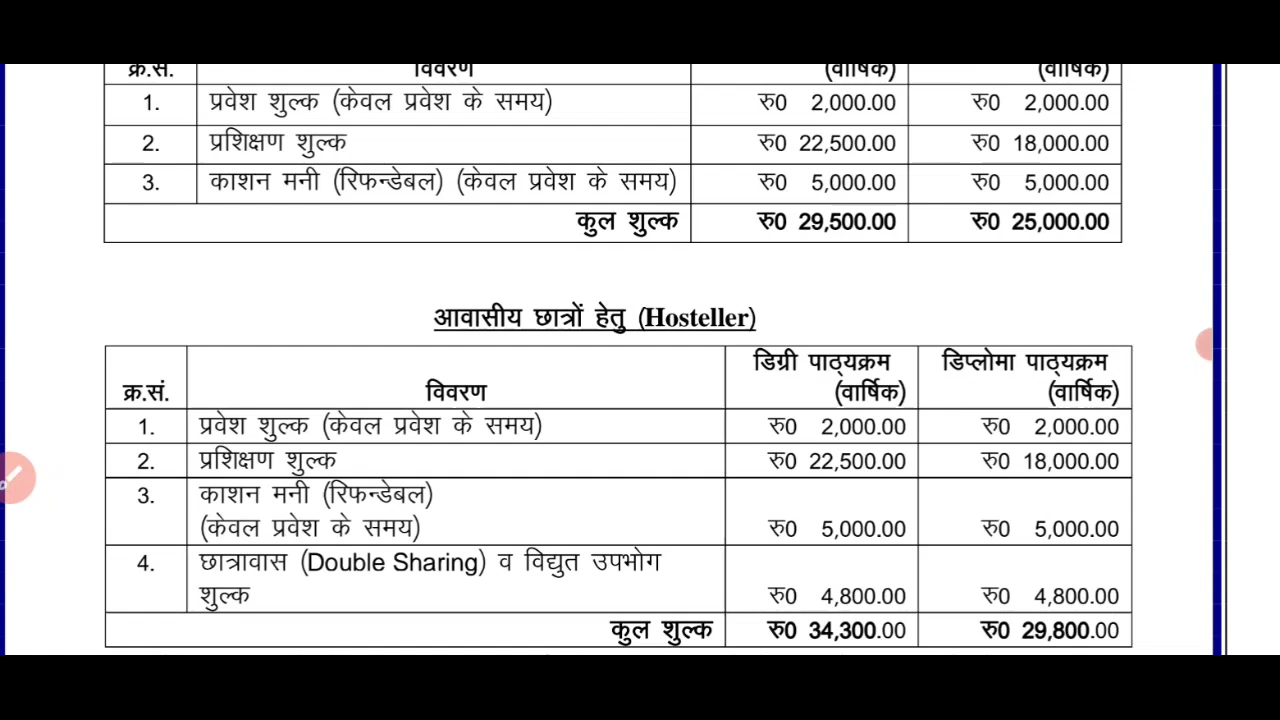 क्र.सं. विवरण (वार्षिक) (वार्षिक)
1. प्रवेश शुल्क (केवल प्रवेश के समय) रु0 2,000.00 रु0 2,000.00
2. प्रशिक्षण शुल्क रु0 22,500.00 रु0 18,000.00
3. काशन मनी (रिफन्डेबल) (केवल प्रवेश के समय) रु0 5,000.00 रु0 5,000.00
कुल शुल्क रु0 29,500.00 रु0 25,000.00
आवासीय छात्रों हेतु (Hosteller)
डिग्री पाठ्यक्रम डिप्लोमा पाठ्यक्रम
क्र.सं. विवरण (वार्षिक) (वार्षिक)
1. प्रवेश शुल्क (केवल प्रवेश के समय) रु0 2,000.00 रु0 2,000.00
2. प्रशिक्षण शुल्क रु0 22,500.00 रु0 18,000.00
3. काशन मनी (रिफन्डेबल)
(केवल प्रवेश के समय) रु0 5,000.00 रु0 5,000.00
4. छात्रावास (Double Sharing) व विद्युत उपभोग
शुल्क रु0 4,800.00 रु0 4,800.00
कुल शुल्क रु0 34,300.00 रु0 29,800.00